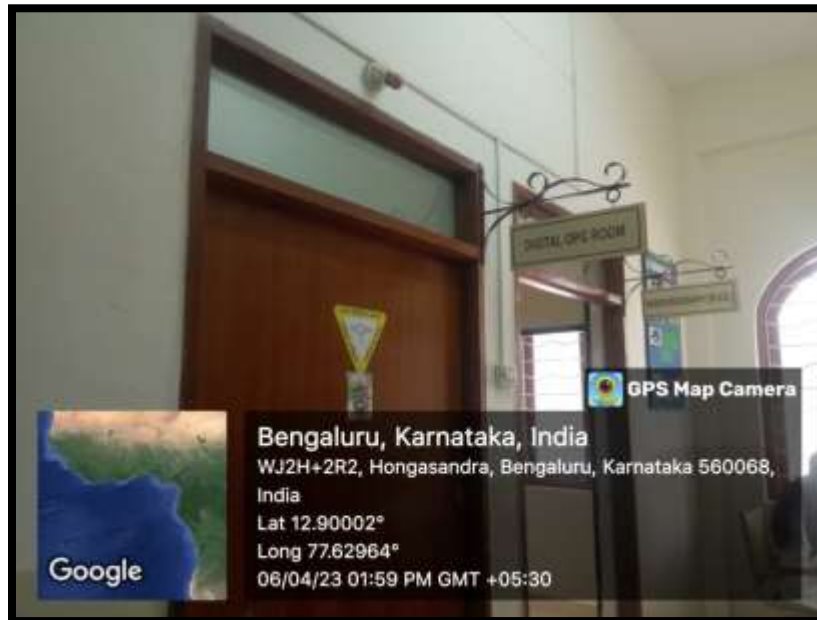 DIGITAL OPG ROOM
GPS Map Camera
Bengaluru, Karnataka, India
WJ2H+2R2, Hongasandra, Bengaluru, Karnataka 560068,
India
Lat 12.90002°
Long 77.62964°
06/04/23 01:59 PM GMT +05:30
Google